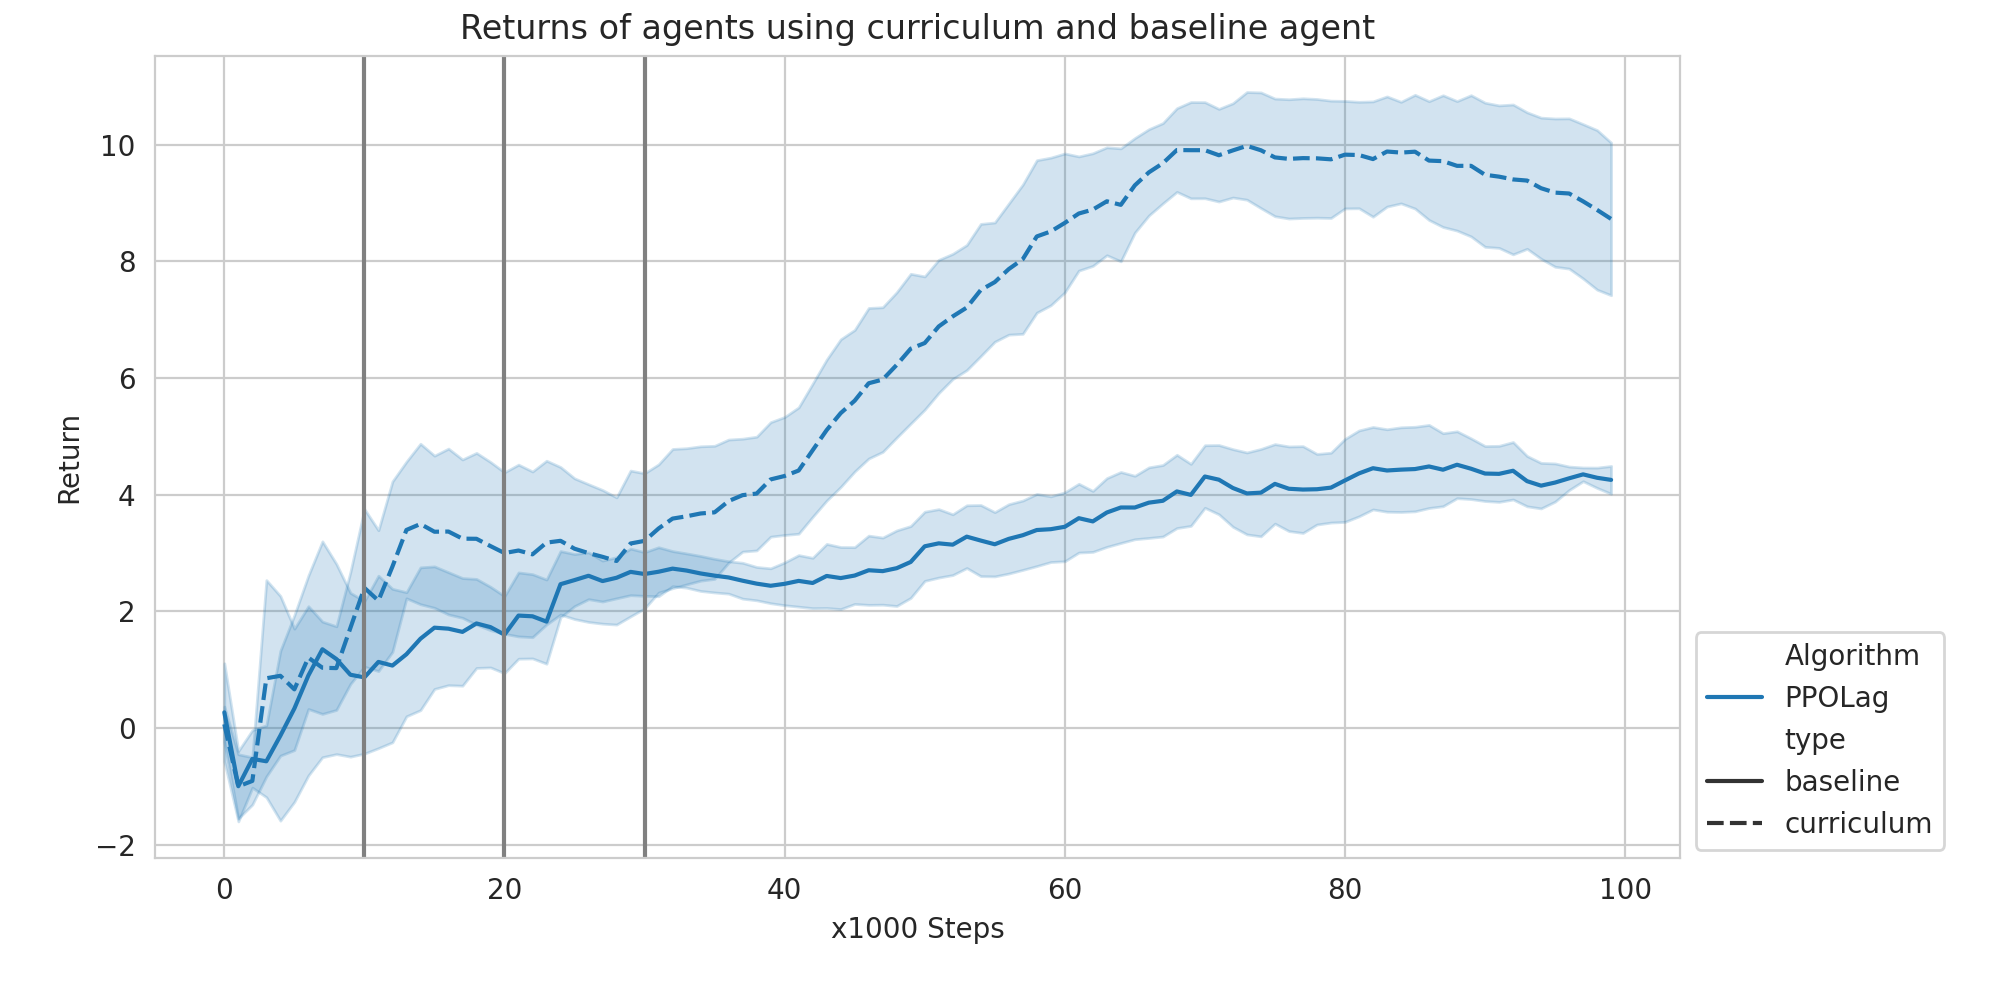 Returns of agents using curriculum and baseline agent
Return
10
8
6
4
2
0
−2
0 20 40 60 80 100
x1000 Steps
Algorithm
PPOLag
type
baseline
curriculum